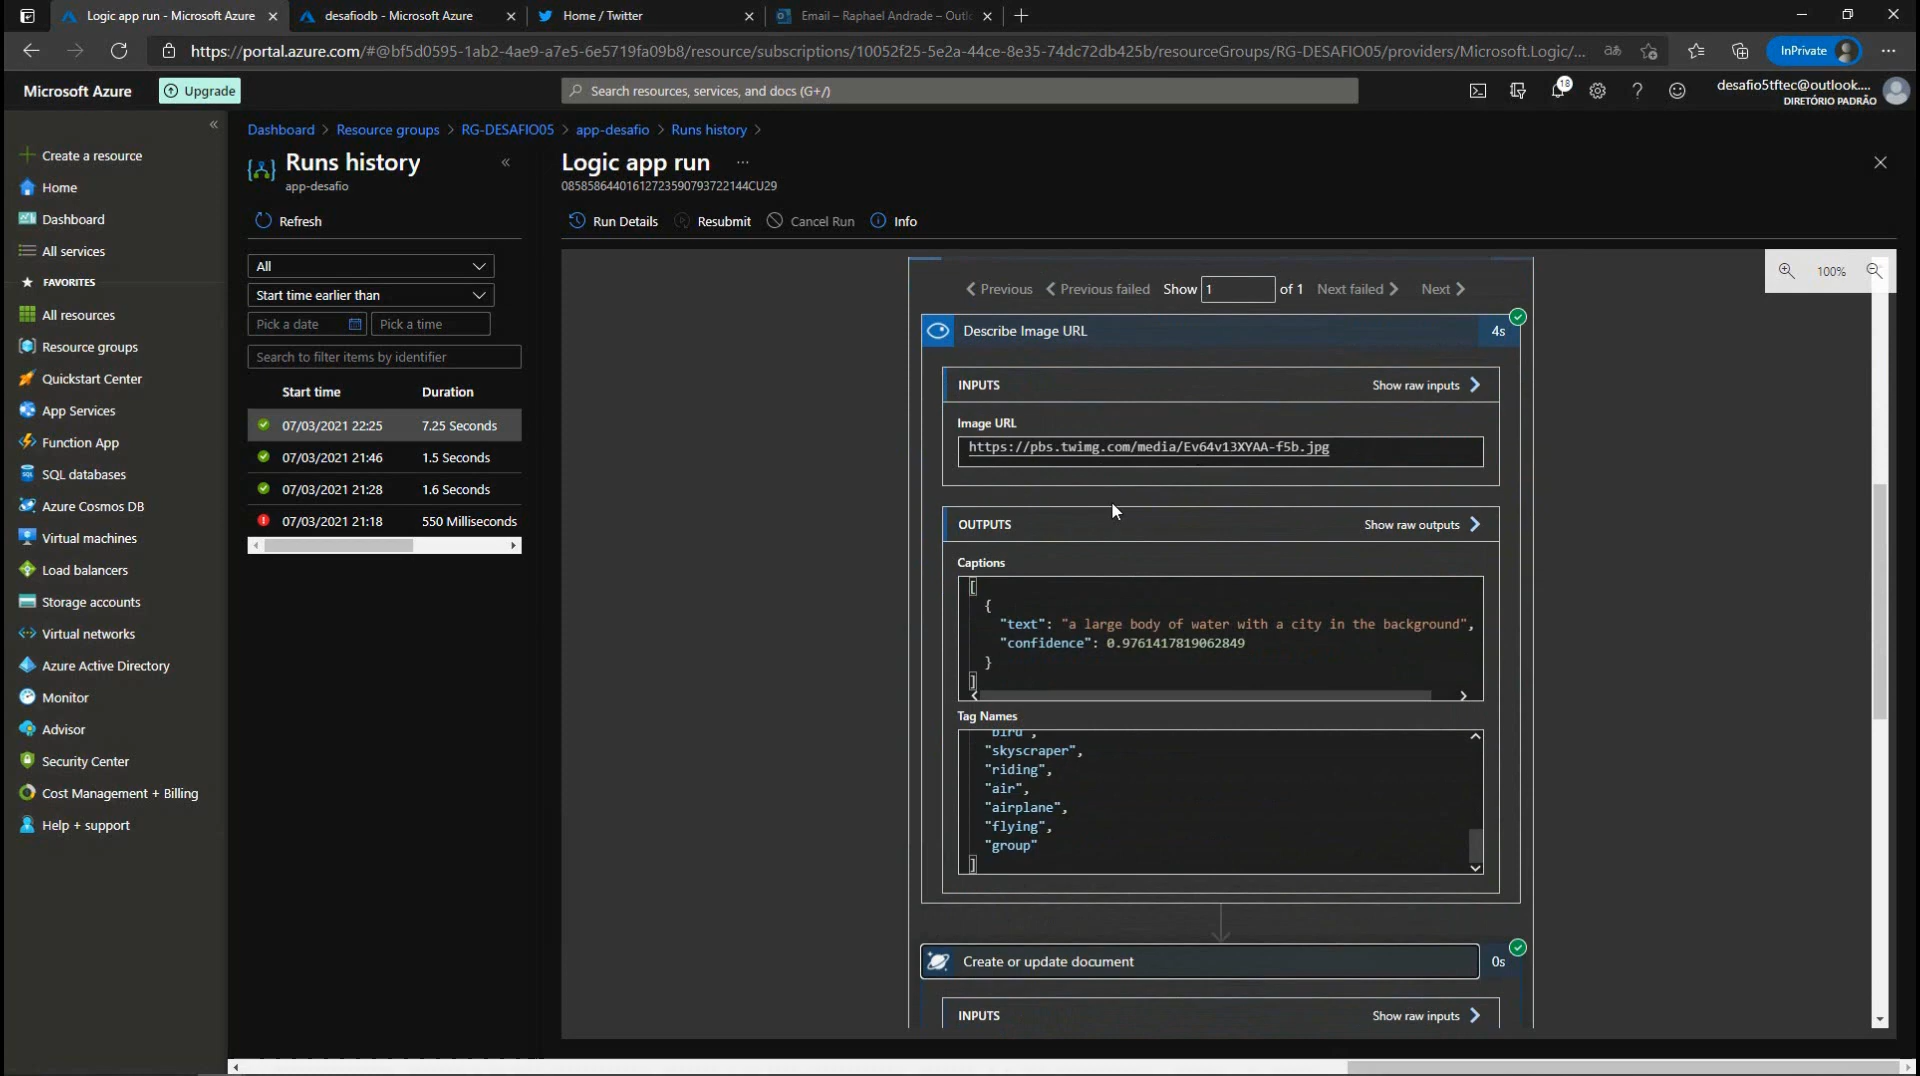 Logic app run - Microsoft Azure
desafiodb - Microsoft Azure
Home / Twitter
Email – Raphael Andrade – Outl
https://portal.azure.com/#@bf5d0595-1ab2-4ae9-a7e5-6e5719fa09b8/resource/subscriptions/10052f25-5e2a-44ce-8e35-74dc72db425b/resourceGroups/RG-DESAFIO05/providers/Microsoft.Logic/...
InPrivate
Microsoft Azure
Upgrade
Search resources, services, and docs (G+/)
18
desafio5tftec@outlook....
DIRETÓRIO PADRÃO
Create a resource
Home
Dashboard
All services
FAVORITES
All resources
Resource groups
Quickstart Center
App Services
Function App
SQL databases
Azure Cosmos DB
Virtual machines
Load balancers
Storage accounts
Virtual networks
Azure Active Directory
Monitor
Advisor
Security Center
Cost Management + Billing
Help + support
Dashboard > Resource groups > RG-DESAFIO05 > app-desafio > Runs history >
Runs history
app-desafio
Refresh
All
Start time earlier than
Pick a date
Pick a time
Search to filter items by identifier
Start time Duration
07/03/2021 22:25 7.25 Seconds
07/03/2021 21:46 1.5 Seconds
07/03/2021 21:28 1.6 Seconds
07/03/2021 21:18 550 Milliseconds
Logic app run ...
08585864401612723590793722144CU29
Run Details
Resubmit
Cancel Run
Info
100%
Previous Previous failed Show 1 of 1 Next failed Next
Describe Image URL 4s
INPUTS Show raw inputs
Image URL
https://pbs.twimg.com/media/Ev64v13XYAA-f5b.jpg
OUTPUTS Show raw outputs
Captions
[
{
"text": "a large body of water with a city in the background",
"confidence": 0.9761417819062849
}
]
Tag Names
"bird",
"skyscraper",
"riding",
"air",
"airplane",
"flying",
"group"
]
Create or update document 0s
INPUTS Show raw inputs